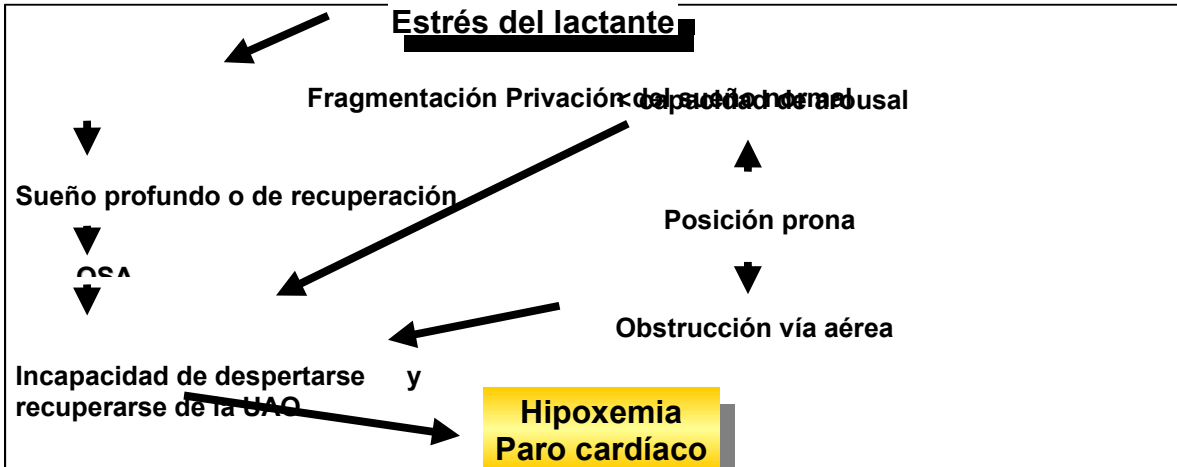 Estrés del lactante
Fragmentación Privación del sueño normal
< capacidad de arousal
Sueño profundo o de recuperación
Posición prona
OSA
Obstrucción vía aérea
Incapacidad de despertarse y
recuperarse de la UAO
Hipoxemia
Paro cardíaco